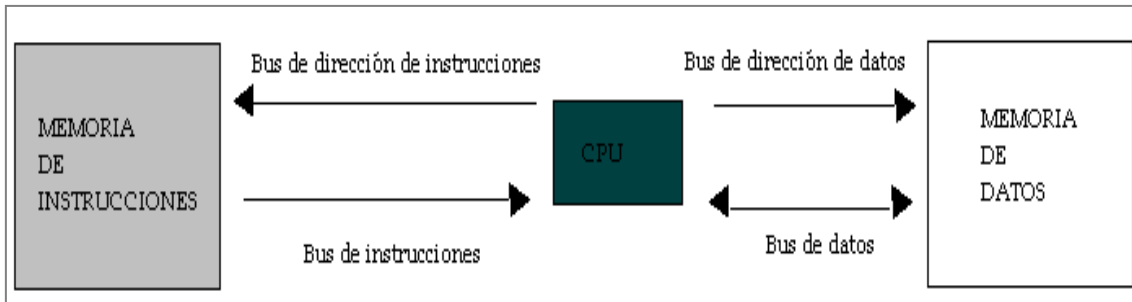 MEMORIA
DE
INSTRUCCIONES
Bus de dirección de instrucciones
Bus de instrucciones
CPU
Bus de dirección de datos
Bus de datos
MEMORIA
DE
DATOS